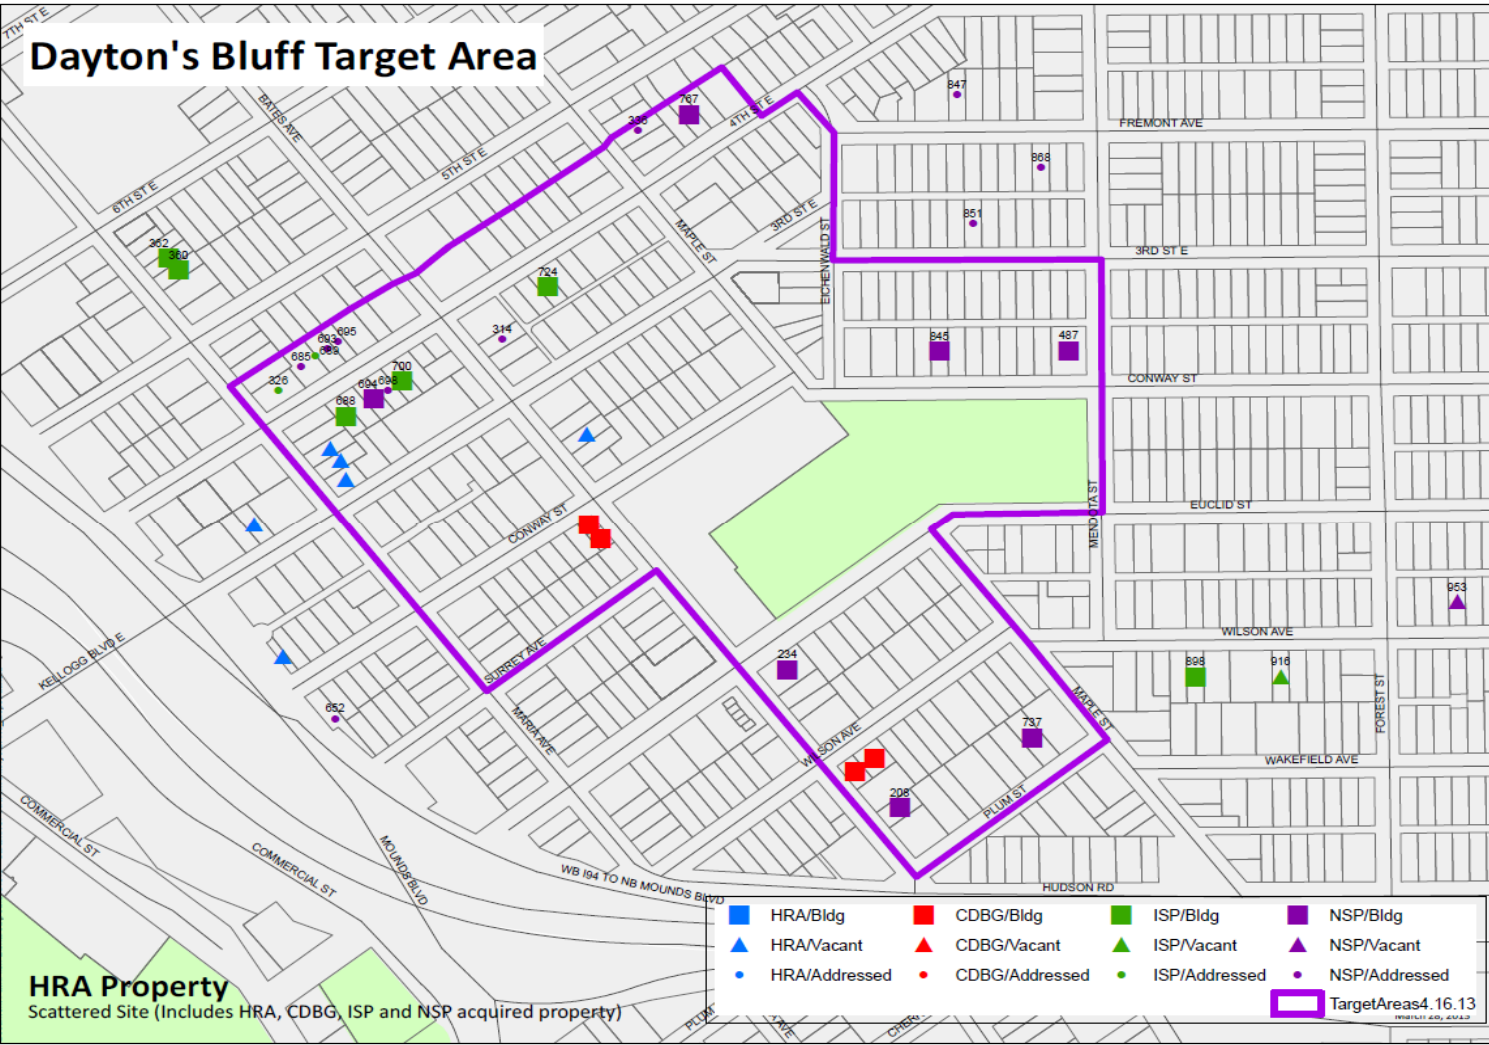 7TH ST E
Dayton's Bluff Target Area
BATES AVE
767
336
4TH ST E
847
FREMONT AVE
5TH ST E
868
6TH ST E
3RD ST E
851
MAPLE ST
EICHENWALD ST
3RD ST E
352
360
724
695
693
689
685
314
845
487
326
700
694
698
688
CONWAY ST
CONWAY ST
MENDOTA ST
EUCLID ST
953
WILSON AVE
KELLOGG BLVD E
SURREY AVE
234
898
916
652
MARIA AVE
WILSON AVE
737
MAPLE ST
FOREST ST
WAKEFIELD AVE
208
PLUM ST
COMMERCIAL ST
COMMERCIAL ST
MOUNDS BLVD
WB I94 TO NB MOUNDS BLVD
HUDSON RD
HRA/Bldg CDBG/Bldg ISP/Bldg NSP/Bldg
HRA/Vacant CDBG/Vacant ISP/Vacant NSP/Vacant
HRA/Addressed CDBG/Addressed ISP/Addressed NSP/Addressed
TargetAreas4.16.13
HRA Property
Scattered Site (Includes HRA, CDBG, ISP and NSP acquired property)
PLUM
AVE